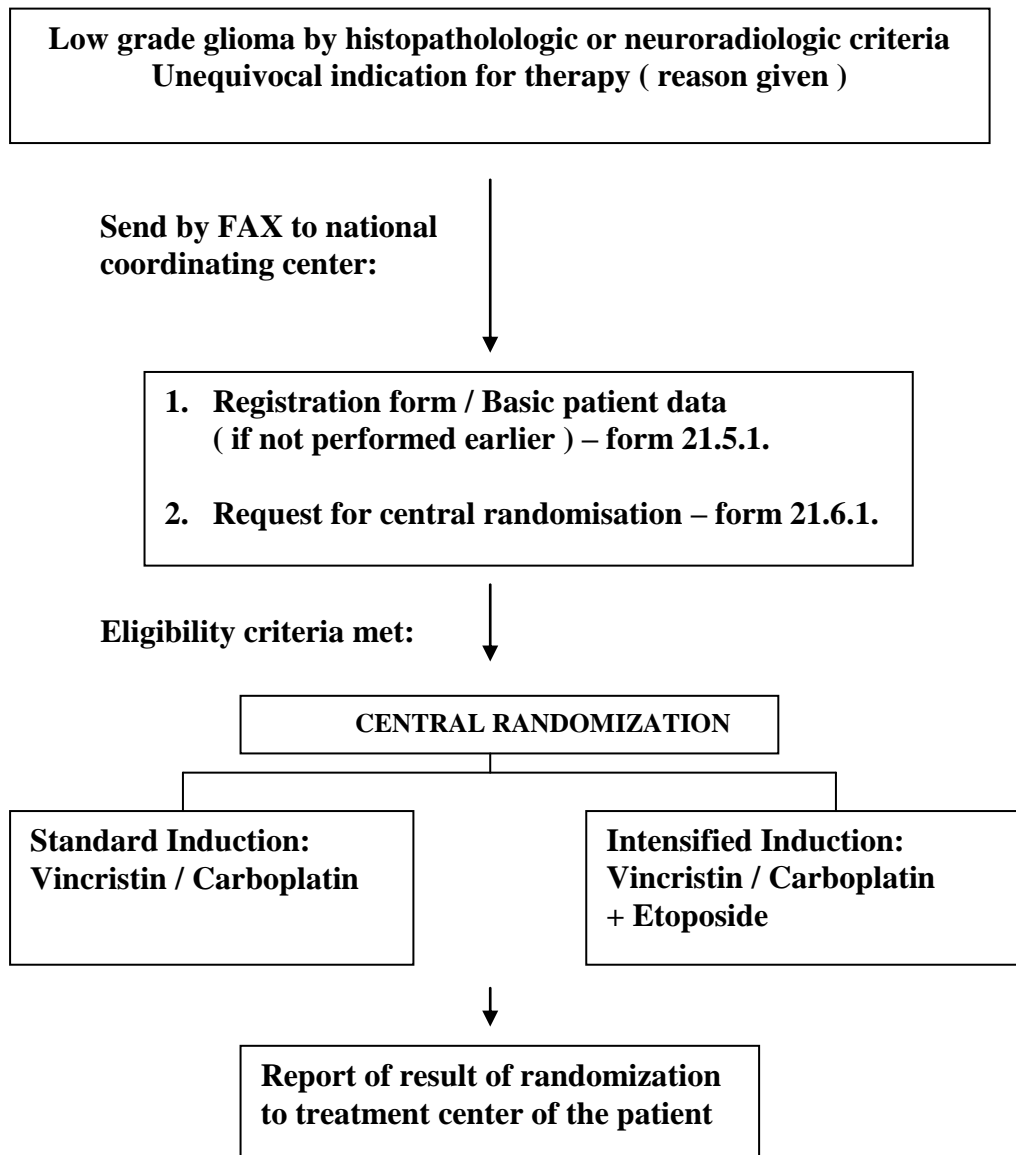 Low grade glioma by histopatholologic or neuroradiologic criteria
Unequivocal indication for therapy ( reason given )
Send by FAX to national
coordinating center:
1. Registration form / Basic patient data
( if not performed earlier ) – form 21.5.1.
2. Request for central randomisation – form 21.6.1.
Eligibility criteria met:
CENTRAL RANDOMIZATION
Standard Induction:
Vincristin / Carboplatin
Intensified Induction:
Vincristin / Carboplatin
+ Etoposide
Report of result of randomization
to treatment center of the patient